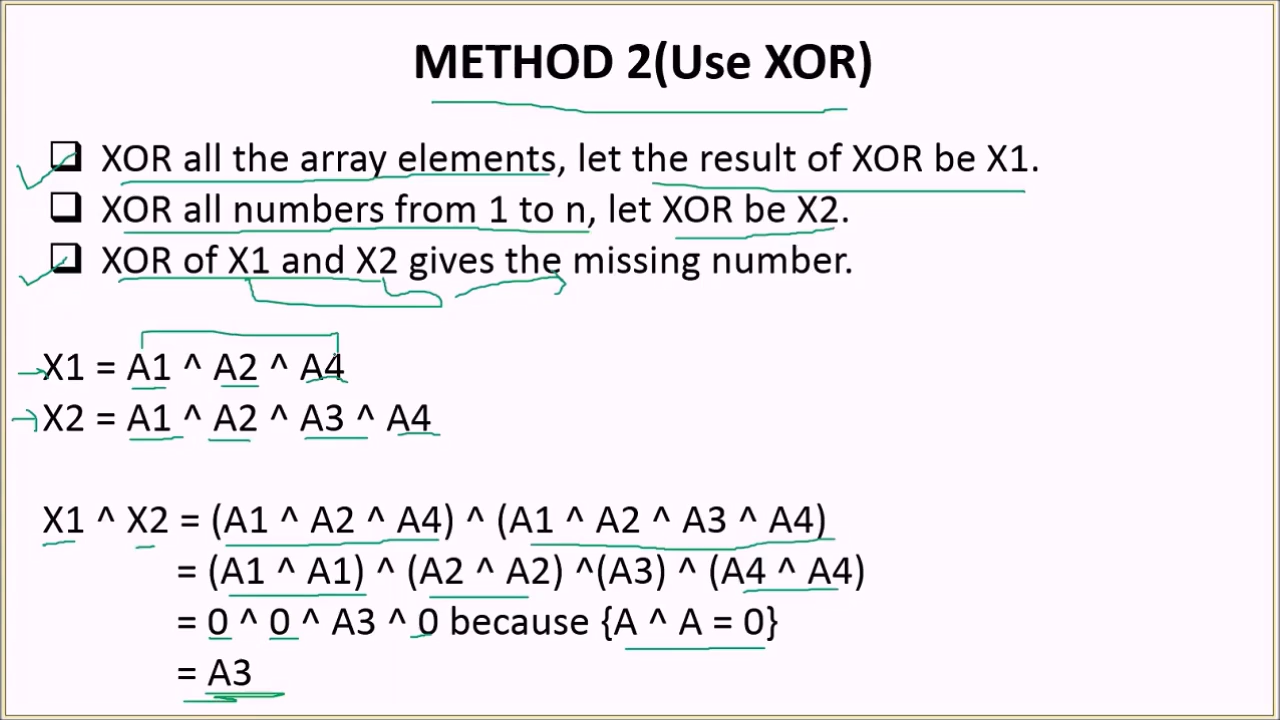 METHOD 2(Use XOR)
❑ XOR all the array elements, let the result of XOR be X1.
❑ XOR all numbers from 1 to n, let XOR be X2.
❑ XOR of X1 and X2 gives the missing number.
X1 = A1 ^ A2 ^ A4
X2 = A1 ^ A2 ^ A3 ^ A4
X1 ^ X2 = (A1 ^ A2 ^ A4) ^ (A1 ^ A2 ^ A3 ^ A4)
= (A1 ^ A1) ^ (A2 ^ A2) ^(A3) ^ (A4 ^ A4)
= 0 ^ 0 ^ A3 ^ 0 because {A ^ A = 0}
= A3